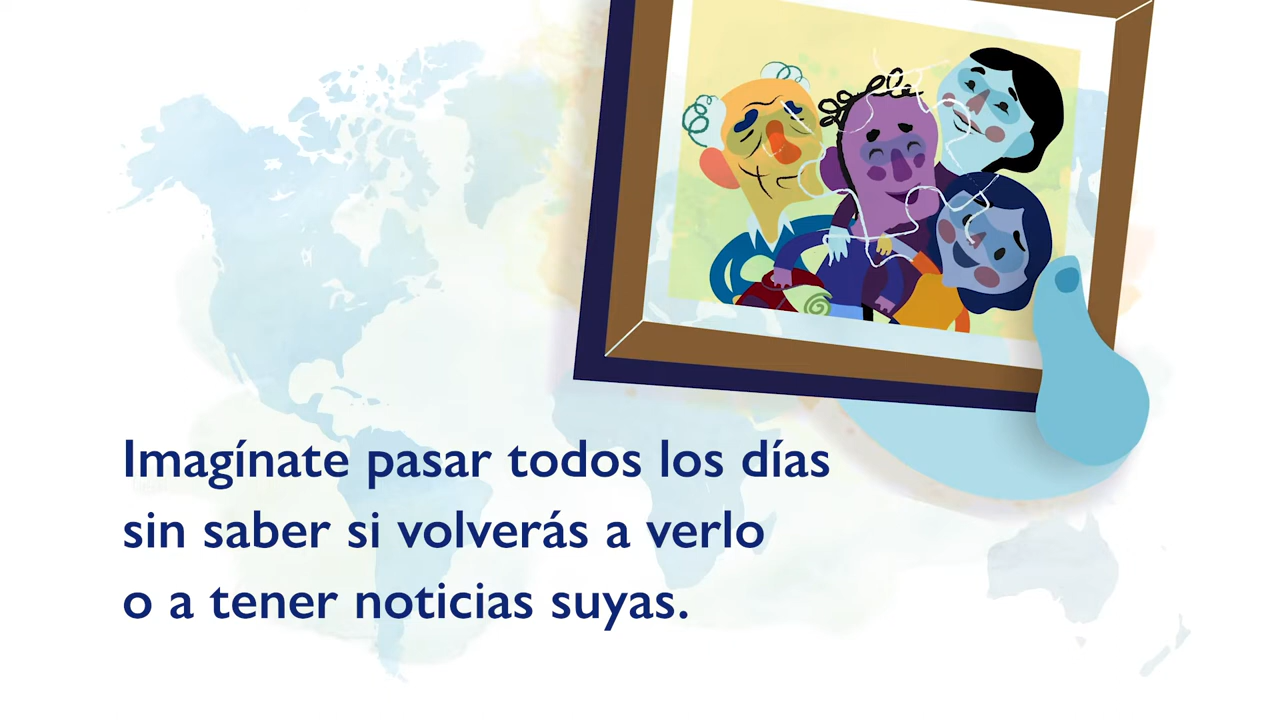 Imagínate pasar todos los días
sin saber si volverás a verlo
o a tener noticias suyas.